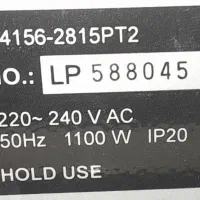 4156-2815PT2
O.: LP 588045
220~ 240 V AC
50Hz 1100 W IP20
HOLD USE